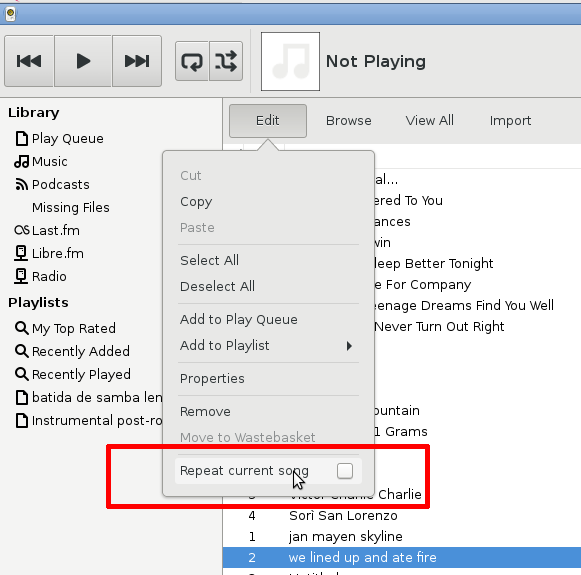 Not Playing
Library
Play Queue
Music
Podcasts
Missing Files
Last.fm
Libre.fm
Radio
Playlists
My Top Rated
Recently Added
Recently Played
batida de samba len
Instrumental post-ro
Edit
Browse
View All
Import
Cut
Copy
Paste
Select All
Deselect All
Add to Play Queue
Add to Playlist
Properties
Remove
Move to Wastebasket
Repeat current song
al...
ered To You
ances
win
leep Better Tonight
e For Company
eenage Dreams Find You Well
Never Turn Out Right
ountain
1 Grams
3 Victor Charlie Charlie
4 Sorì San Lorenzo
1 jan mayen skyline
2 we lined up and ate fire